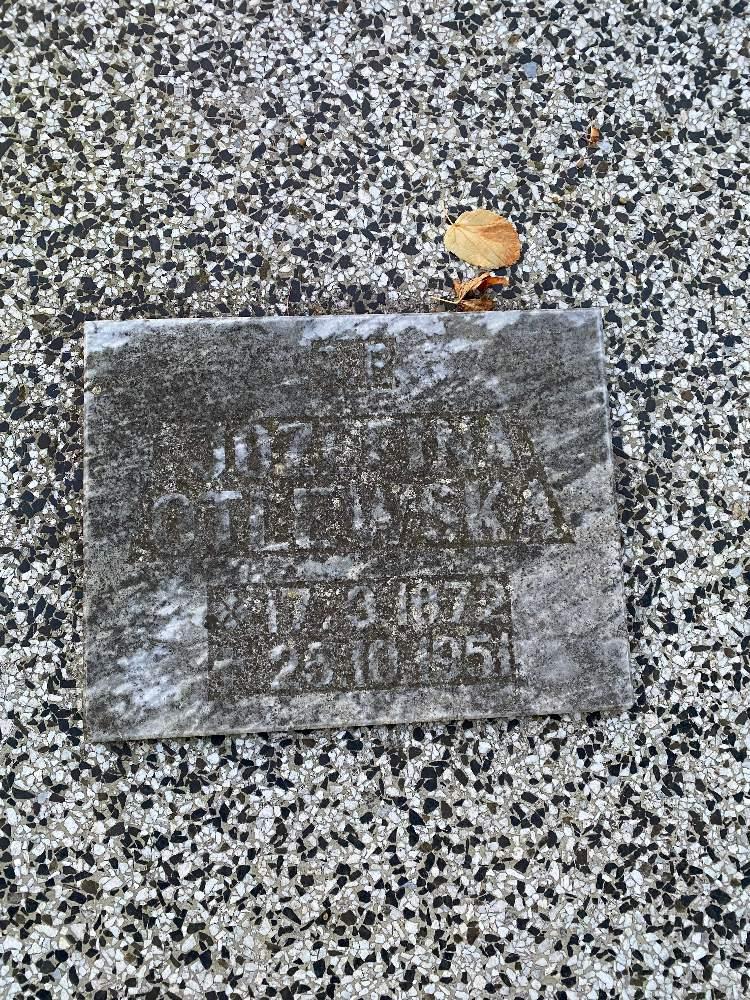 JÓZEFINA
OTLEWSKA
* 17.3.1872
25.10.1951